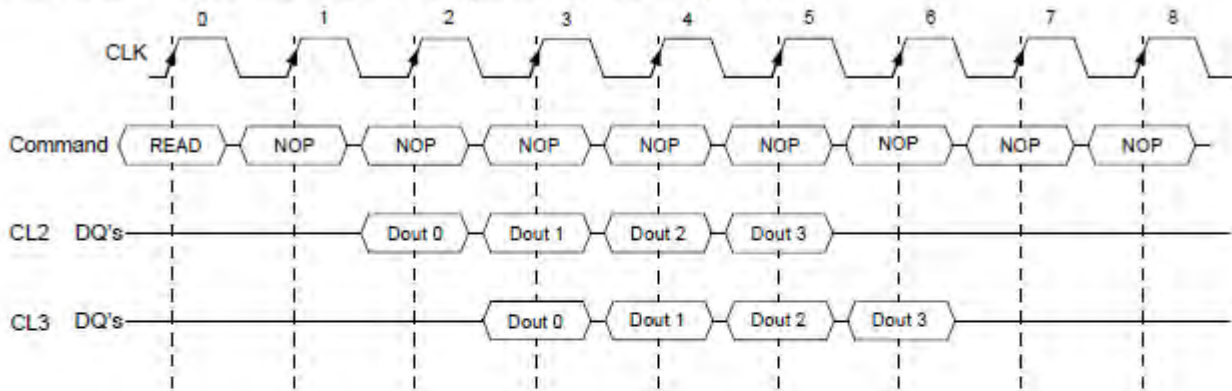 0 1 2 3 4 5 6 7 8
CLK
Command READ NOP NOP NOP NOP NOP NOP NOP NOP
CL2 DQ's Dout 0 Dout 1 Dout 2 Dout 3
CL3 DQ's Dout 0 Dout 1 Dout 2 Dout 3